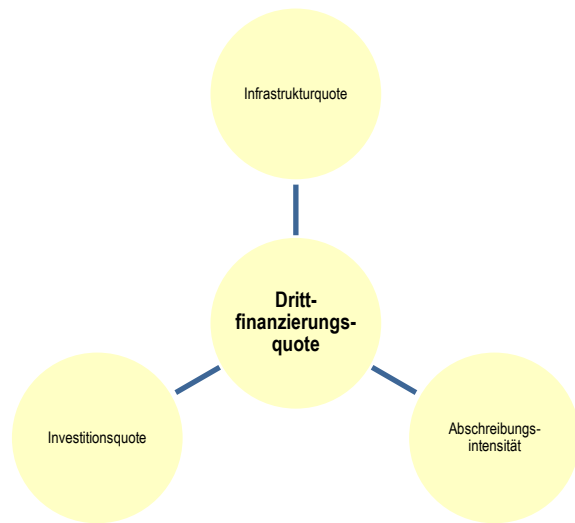 Infrastrukturquote
Dritt-
finanzierungs-
quote
Investitionsquote
Abschreibungs-
intensität